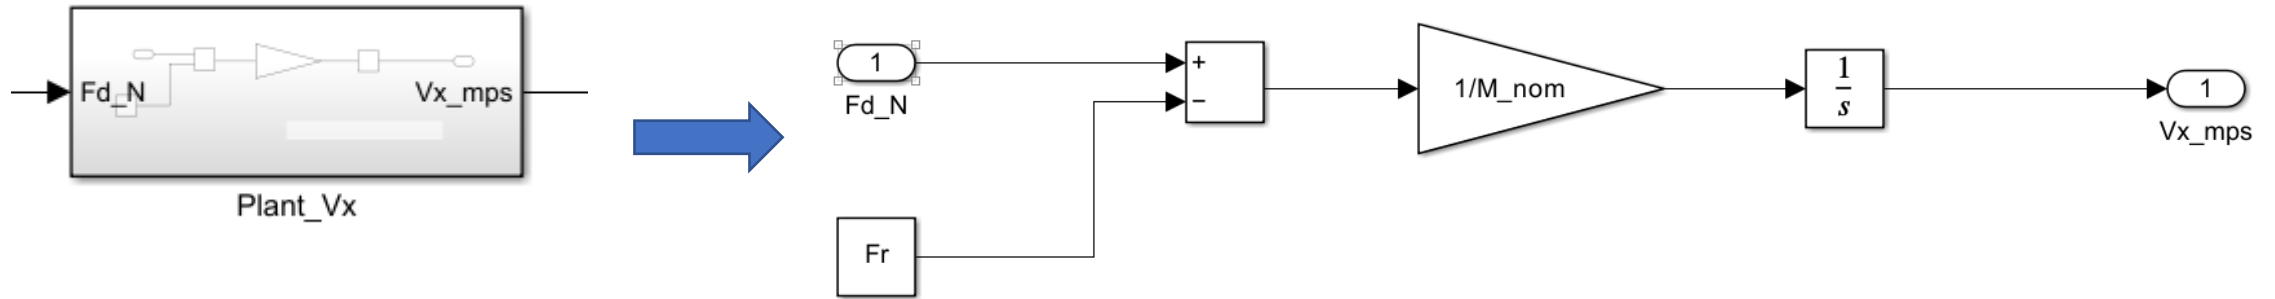 Fd_N
Vx_mps
Plant_Vx
1
Fd_N
Fr
+
−
1/M_nom
1
s
1
Vx_mps